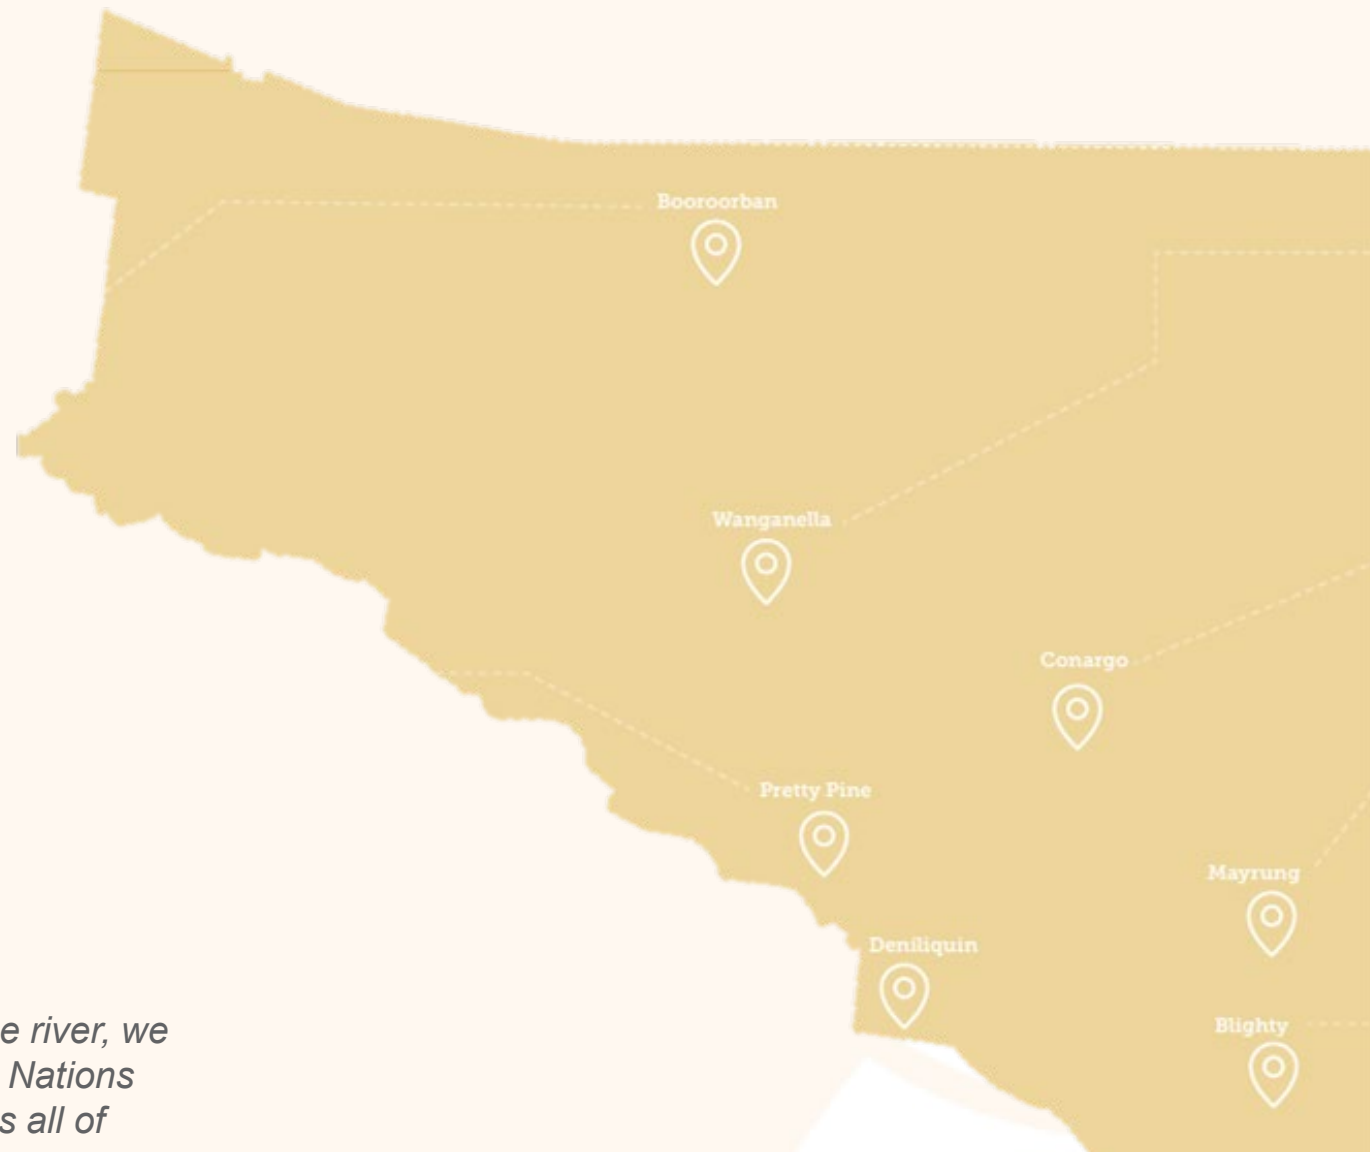 Booroorban
Wanganella
Conargo
Pretty Pine
Mayrung
Deniliquin
Blighty
e river, we
Nations
s all of